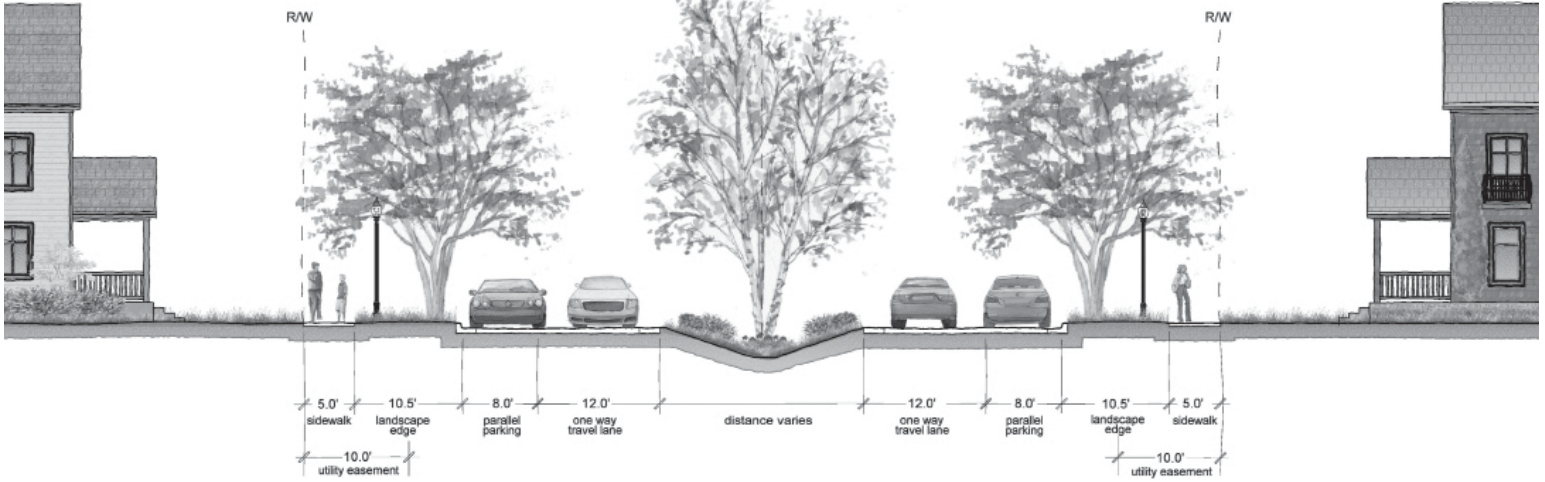 R/W R/W
5.0' 10.5' 8.0' 12.0' distance varies 12.0' 8.0' 10.5' 5.0'
sidewalk landscape edge parallel parking one way travel lane one way travel lane parallel parking landscape edge sidewalk
10.0' 10.0'
utility easement utility easement